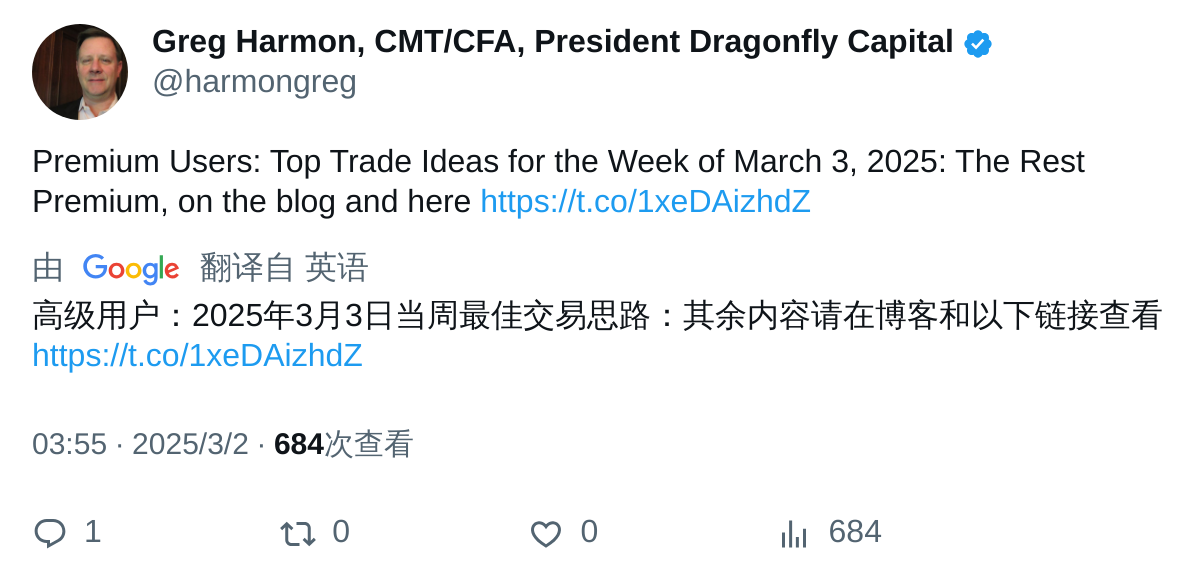 Greg Harmon, CMT/CFA, President Dragonfly Capital
@harmongreg
Premium Users: Top Trade Ideas for the Week of March 3, 2025: The Rest
Premium, on the blog and here https://t.co/1xeDAizhdZ
由 Google 翻译自 英语
高级用户：2025年3月3日当周最佳交易思路：其余内容请在博客和以下链接查看
https://t.co/1xeDAizhdZ
03:55 · 2025/3/2 · 684次查看
1 0 0 684